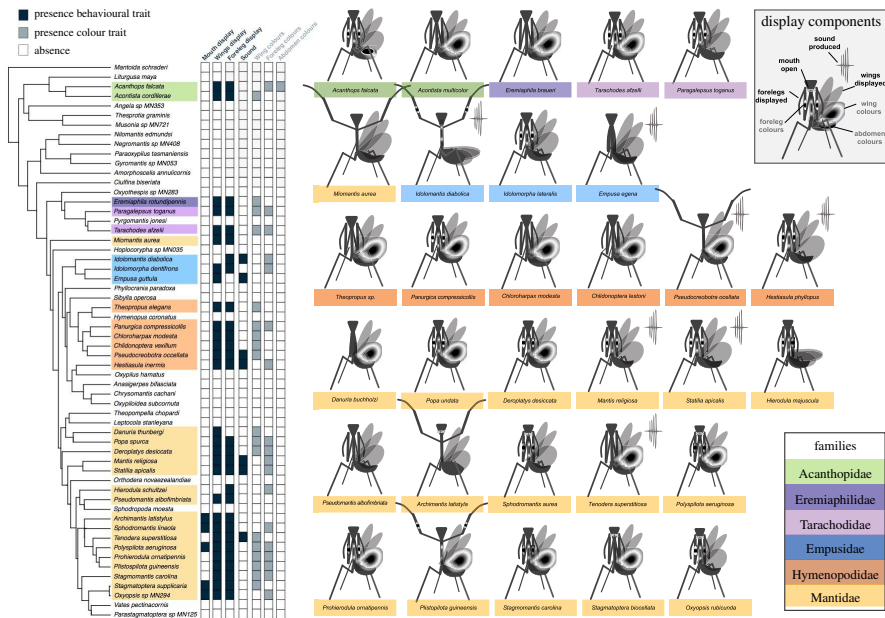 presence behavioural trait
presence colour trait
absence
Mouth display
Wings display
Foreleg display
Sound
Wing colours
Foreleg colours
Abdomen colours
Mantoida schraderi
Liturgusa maya
Acanthops falcata
Acontista cordillerae
Angela sp MN353
Thesprotia graminis
Musonia sp MN721
Nilomantis edmundsi
Negromantis sp MN408
Paraoxypilus tasmaniensis
Gyromantis sp MN053
Amorphoscelis annulicornis
Ciulfina biseriata
Oxyothespis sp MN283
Eremiaphila rotundipennis
Paragalepsus toganus
Pyrgomantis jonesi
Tarachodes afzelii
Miomantis aurea
Hoplocorypha sp MN035
Idolomantis diabolica
Idolomorpha dentifrons
Empusa guttula
Phyllocrania paradoxa
Sibylla operosa
Theopropus elegans
Hymenopus coronatus
Panurgica compressicollis
Chloroharpax modesta
Chlidonoptera vexillum
Pseudocreobotra occellata
Hestiasula inermis
Oxypilus hamatus
Anasigerpes bifasciata
Chrysomantis cachani
Oxypiloidea subcornuta
Theopompella chopardi
Leptocola stanleyana
Danuria thunbergi
Popa spurca
Deroplatys desiccata
Mantis religiosa
Statilia apicalis
Orthodera novaezealandiae
Hierodula schultzei
Pseudomantis albofimbriata
Sphodropoda moesta
Archimantis latistylus
Sphodromantis lineola
Tenodera superstitiosa
Polyspilota aeruginosa
Prohierodula ornatipennis
Plistospilota guineensis
Stagmomantis carolina
Stagmatoptera supplicaria
Oxyopsis sp MN294
Vates pectinacornis
Parastagmatoptera sp MN125
Acanthops falcata
Acontista multicolor
Eremiaphila braueri
Tarachodes afzelii
Paragalepsus toganus
Miomantis aurea
Idolomantis diabolica
Idolomorpha lateralis
Empusa egena
Theopropus sp.
Panurgica compressicilis
Chloroharpax modesta
Chlidonoptera lestoni
Pseudocreobotra ocellata
Hestiasula phyllopus
Danuria buchholzi
Popa undata
Deroplatys desiccata
Mantis religiosa
Statilia apicalis
Hierodula majuscula
Pseudomantis albofimbriata
Archimantis latistyla
Sphodromantis aurea
Tenodera superstitiosa
Polyspilota aeruginosa
Prohierodula ornatipennis
Plistospilota guineensis
Stagmomantis carolina
Stagmatoptera biocellata
Oxyopsis rubicunda
display components
sound
produced
mouth
open
wings
displayed
forelegs
displayed
wing
colours
foreleg
colours
abdomen
colours
families
Acanthopidae
Eremiaphilidae
Tarachodidae
Empusidae
Hymenopodidae
Mantidae